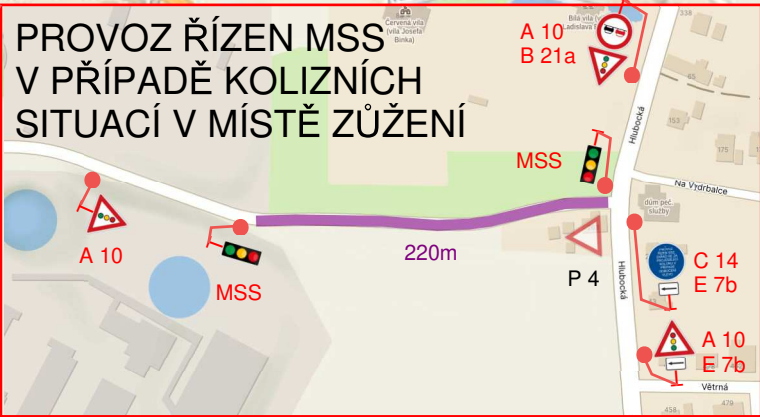 PROVOZ ŘÍZEN MSS
V PŘÍPADĚ KOLIZNÍCH
SITUACÍ V MÍSTĚ ZÚŽENÍ
Červená vila
(vila Josefa
Binka)
Bílá vila
Ladislava
338
A 10
B 21a
65
Hlubocká
153
175
MSS
Na Vydrbalce
dům peč.
služby
A 10
MSS
220m
P 4
Hlubocká
C 14
E 7b
A 10
E 7b
Větrná
458
479